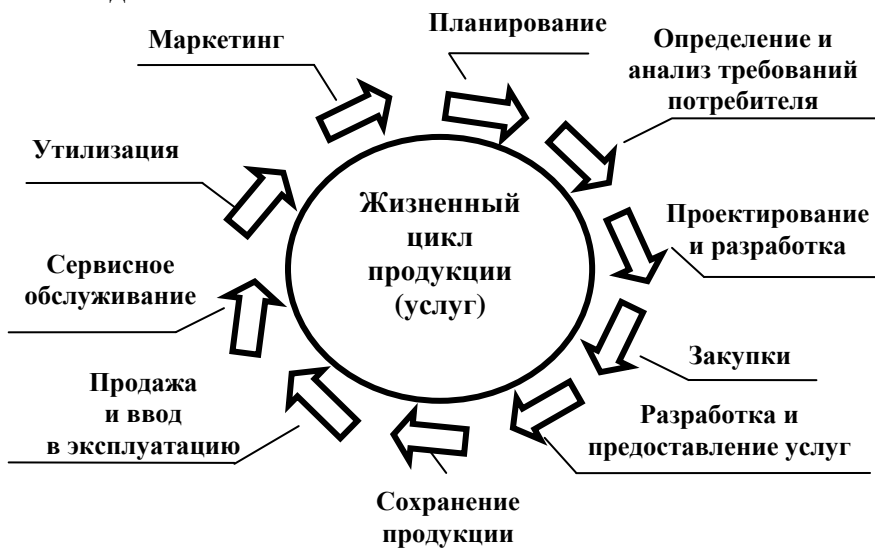 Маркетинг
Планирование
Определение и
анализ требований
потребителя
Проектирование
и разработка
Закупки
Разработка и
предоставление услуг
Сохранение
продукции
Продажа
и ввод
в эксплуатацию
Сервисное
обслуживание
Утилизация
Жизненный
цикл
продукции
(услуг)